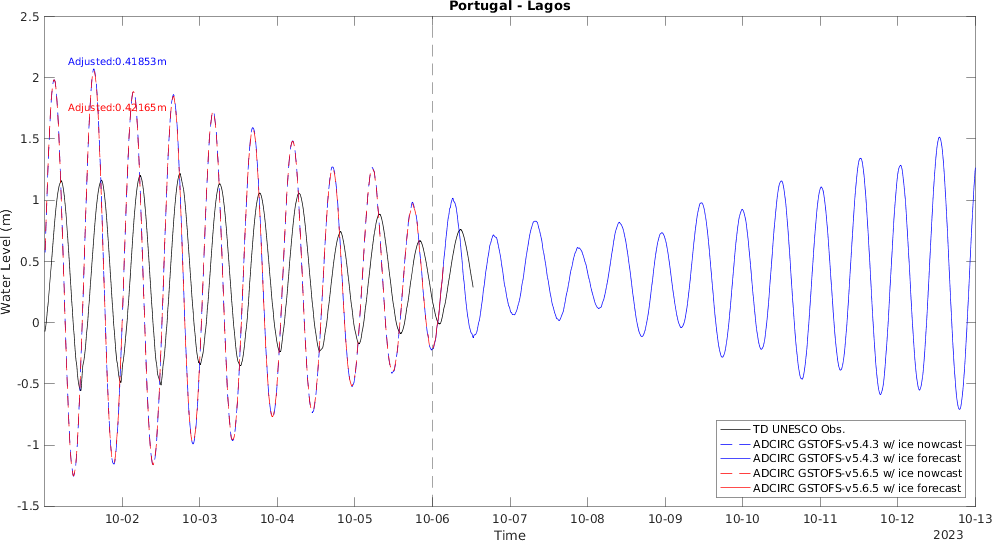 Portugal - Lagos
2.5
2
1.5
1
0.5
0
-0.5
-1
-1.5
Water Level (m)
Adjusted:0.41853m
Adjusted:0.42165m
TD UNESCO Obs.
ADCIRC GSTOFS-v5.4.3 w/ ice nowcast
ADCIRC GSTOFS-v5.4.3 w/ ice forecast
ADCIRC GSTOFS-v5.6.5 w/ ice nowcast
ADCIRC GSTOFS-v5.6.5 w/ ice forecast
10-02 10-03 10-04 10-05 10-06 10-07 10-08 10-09 10-10 10-11 10-12 10-13
Time
2023